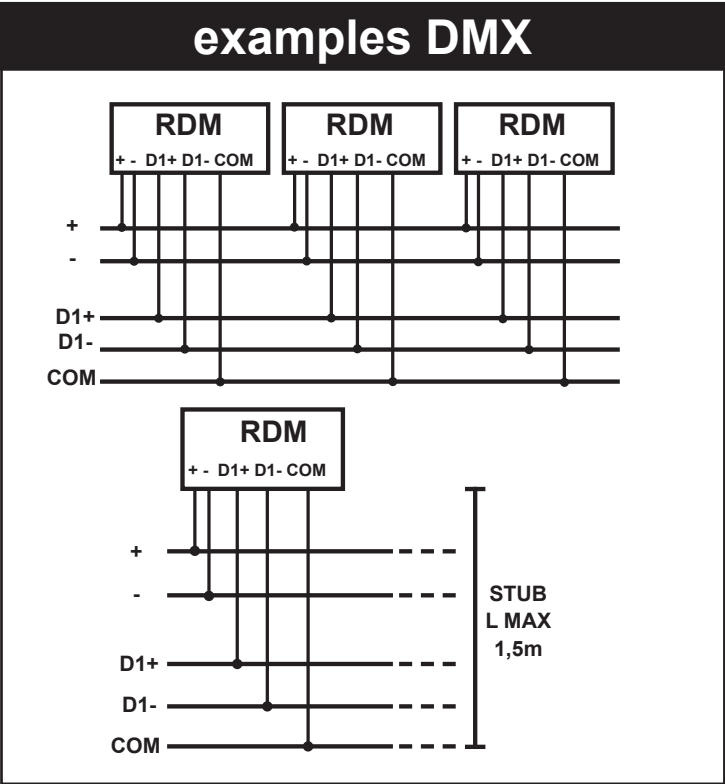 examples DMX
RDM RDM RDM
+ - D1+ D1- COM + - D1+ D1- COM + - D1+ D1- COM
+
-
D1+
D1-
COM
RDM
+ - D1+ D1- COM
+
-
D1+
D1-
COM
STUB
L MAX
1,5m